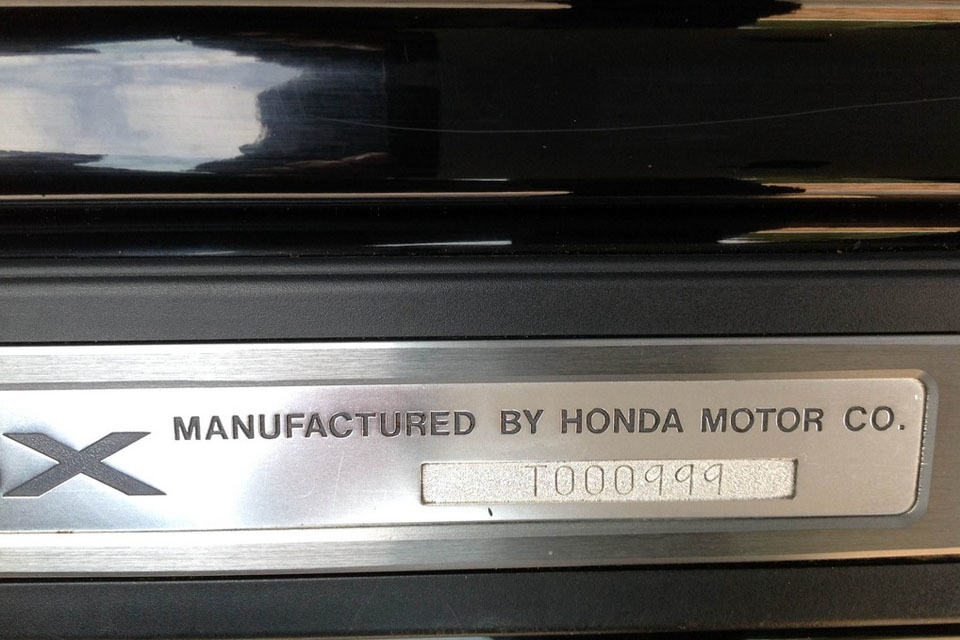 X
MANUFACTURED BY HONDA MOTOR CO.
T000999